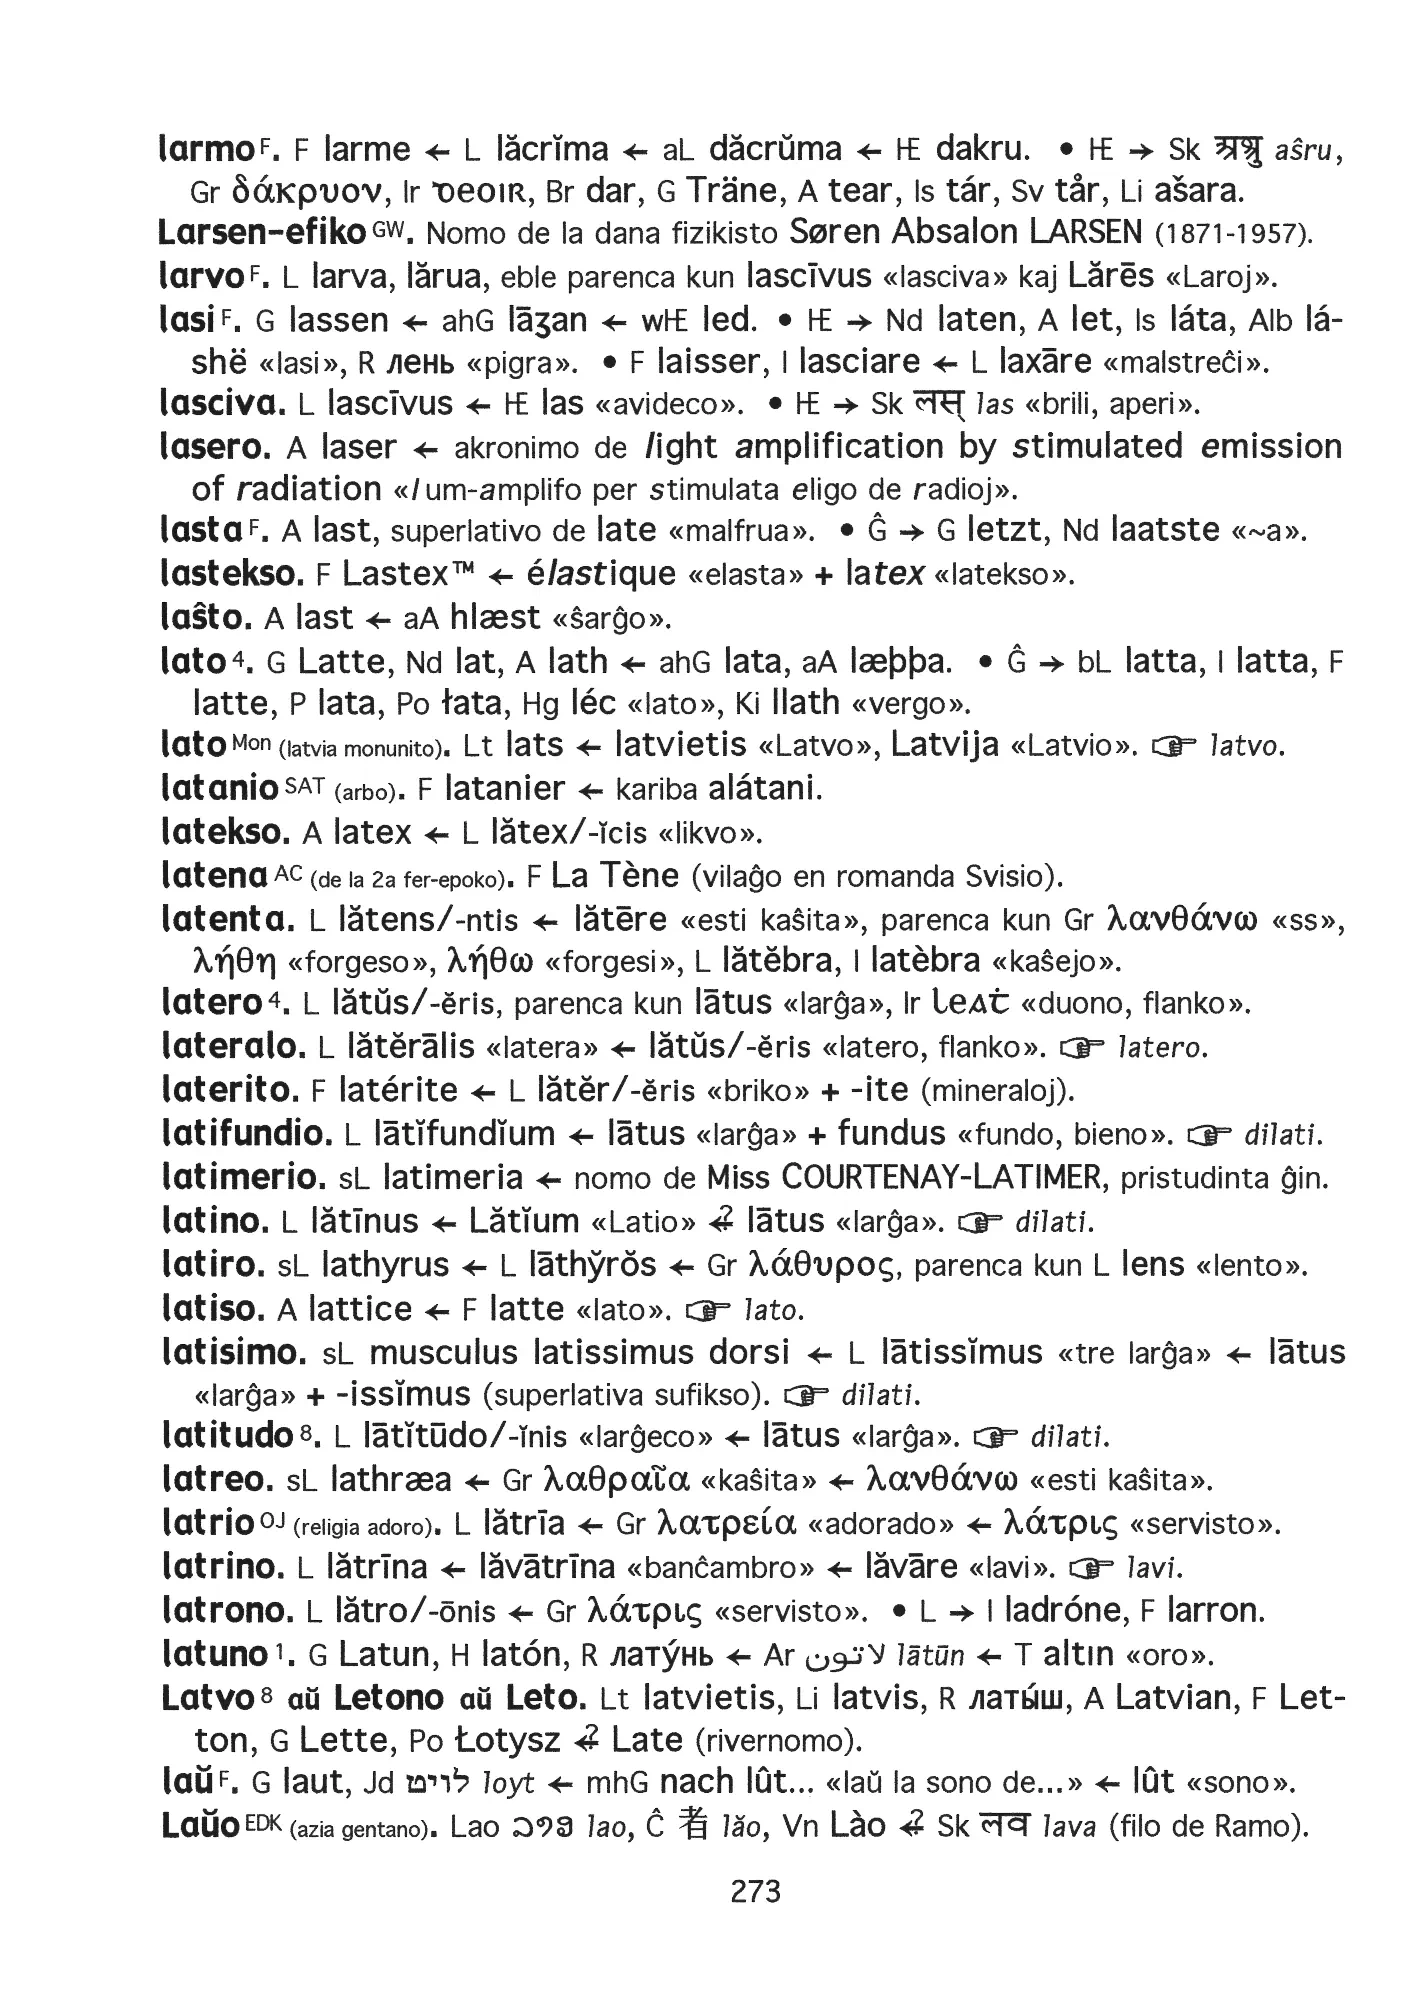 larmo F. F larme ← L lăcrĭma ← aL dăcrŭma ← IE dakru. • IE → Sk अश्रु aŝru,
Gr δάκρυον, Ir ꝺeoıꞃ, Br dar, G Träne, A tear, Is tár, Sv tår, Li ašara.
Larsen-efiko GW. Nomo de la dana fizikisto Søren Absalon LARSEN (1871-1957).
larvo F. L larva, lărua, eble parenca kun lascīvus «lasciva» kaj Lărēs «Laroj».
lasi F. G lassen ← ahG lāʒan ← wIE led. • IE → Nd laten, A let, Is láta, Alb lá-
shë «lasi», R лень «pigra». • F laisser, I lasciare ← L laxāre «malstreĉi».
lasciva. L lascīvus ← IE las «avideco». • IE → Sk लस् las «brili, aperi».
lasero. A laser ← akronimo de light amplification by stimulated emission
of radiation «lum-amplifo per stimulata eligo de radioj».
lasta F. A last, superlativo de late «malfrua». • Ĝ → G letzt, Nd laatste «~a».
lastekso. F Lastex™ ← élastique «elasta» + latex «latekso».
laŝto. A last ← aA hlæst «ŝarĝo».
lato 4. G Latte, Nd lat, A lath ← ahG lata, aA læþþa. • Ĝ → bL latta, I latta, F
latte, P lata, Po łata, Hg léc «lato», Ki llath «vergo».
lato Mon (latvia monunito). Lt lats ← latvietis «Latvo», Latvija «Latvio». ☞ latvo.
latanio SAT (arbo). F latanier ← kariba alátani.
latekso. A latex ← L lătex/-ĭcis «likvo».
latena AC (de la 2a fer-epoko). F La Tène (vilaĝo en romanda Svisio).
latenta. L lătens/-ntis ← lătēre «esti kaŝita», parenca kun Gr λανθάνω «ss»,
λήθη «forgeso», λήθω «forgesi», L lătĕbra, I latèbra «kaŝejo».
latero 4. L lătŭs/-ĕris, parenca kun lātus «larĝa», Ir leaṫ «duono, flanko».
lateralo. L lătĕrālis «latera» ← lătŭs/-ĕris «latero, flanko». ☞ latero.
laterito. F latérite ← L lătĕr/-ĕris «briko» + -ite (mineraloj).
latifundio. L lātĭfundĭum ← lātus «larĝa» + fundus «fundo, bieno». ☞ dilati.
latimerio. sL latimeria ← nomo de Miss COURTENAY-LATIMER, pristudinta ĝin.
latino. L lătīnus ← Lătĭum «Latio» ⇠? lātus «larĝa». ☞ dilati.
latiro. sL lathyrus ← L lāthy̆rŏs ← Gr λάθυρος, parenca kun L lens «lento».
latiso. A lattice ← F latte «lato». ☞ lato.
latisimo. sL musculus latissimus dorsi ← L lātissĭmus «tre larĝa» ← lātus
«larĝa» + -issĭmus (superlativa sufikso). ☞ dilati.
latitudo 8. L lātĭtūdo/-ĭnis «larĝeco» ← lātus «larĝa». ☞ dilati.
latreo. sL lathræa ← Gr λαθραῖα «kaŝita» ← λανθάνω «esti kaŝita».
latrio OJ (religia adoro). L lătrīa ← Gr λατρεία «adorado» ← λάτρις «servisto».
latrino. L lătrīna ← lăvātrīna «banĉambro» ← lăvāre «lavi». ☞ lavi.
latrono. L lătro/-ōnis ← Gr λάτρις «servisto». • L → I ladróne, F larron.
latuno 1. G Latun, H latón, R лату́нь ← Ar لاتون lātūn ← T altın «oro».
Latvo 8 aŭ Letono aŭ Leto. Lt latvietis, Li latvis, R латы́ш, A Latvian, F Let-
ton, G Lette, Po Łotysz ⇠? Late (rivernomo).
laŭ F. G laut, Jd לויט loyt ← mhG nach lût... «laŭ la sono de...» ← lût «sono».
Laŭo EDK (azia gentano). Lao ລາວ lao, Ĉ 者 lǎo, Vn Lào ⇠? Sk लव lava (filo de Ramo).
273